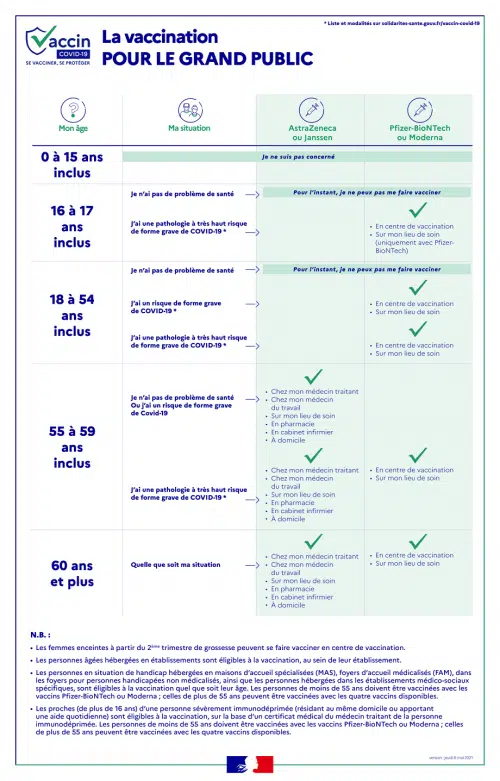 * Liste et modalités sur solidarites-sante.gouv.fr/vaccin-covid-19
Vaccin
COVID-19
SE VACCINER, SE PROTÉGER
La vaccination
POUR LE GRAND PUBLIC
Mon âge
Ma situation
AstraZeneca
ou Janssen
Pfizer-BioNTech
ou Moderna
0 à 15 ans
inclus
Je ne suis pas concerné
16 à 17
ans
inclus
Je n'ai pas de problème de santé
Pour l'instant, je ne peux pas me faire vacciner
J'ai une pathologie à très haut risque
de forme grave de COVID-19 *
• En centre de vaccination
• Sur mon lieu de soin
(uniquement avec Pfizer-
BioNTech)
18 à 54
ans
inclus
Je n'ai pas de problème de santé
Pour l'instant, je ne peux pas me faire vacciner
J'ai un risque de forme grave
de COVID-19 *
• En centre de vaccination
• Sur mon lieu de soin
J'ai une pathologie à très haut risque
de forme grave de COVID-19 *
• En centre de vaccination
• Sur mon lieu de soin
55 à 59
ans
inclus
Je n'ai pas de problème de santé
Ou j'ai un risque de forme grave
de Covid-19
• Chez mon médecin traitant
• Chez mon médecin
du travail
• Sur mon lieu de soin
• En pharmacie
• En cabinet infirmier
• À domicile
J'ai une pathologie à très haut risque
de forme grave de COVID-19 *
• Chez mon médecin traitant
• Chez mon médecin
du travail
• Sur mon lieu de soin
• En pharmacie
• En cabinet infirmier
• À domicile
• En centre de vaccination
• Sur mon lieu de soin
60 ans
et plus
Quelle que soit ma situation
• Chez mon médecin traitant
• Chez mon médecin
du travail
• Sur mon lieu de soin
• En pharmacie
• En cabinet infirmier
• À domicile
• En centre de vaccination
• Sur mon lieu de soin
N.B. :
• Les femmes enceintes à partir du 2ème trimestre de grossesse peuvent se faire vacciner en centre de vaccination.
• Les personnes âgées hébergées en établissements sont éligibles à la vaccination, au sein de leur établissement.
• Les personnes en situation de handicap hébergées en maisons d'accueil spécialisées (MAS), foyers d'accueil médicalisés (FAM), dans
les foyers pour personnes handicapées non médicalisés, ainsi que les personnes hébergées dans les établissements médico-sociaux
spécifiques, sont éligibles à la vaccination quel que soit leur âge. Les personnes de moins de 55 ans doivent être vaccinées avec les
vaccins Pfizer-BioNTech ou Moderna ; celles de plus de 55 ans peuvent être vaccinées avec les quatre vaccins disponibles.
• Les proches (de plus de 16 ans) d'une personne sévèrement immunodéprimée (résidant au même domicile ou apportant
une aide quotidienne) sont éligibles à la vaccination, sur la base d'un certificat médical du médecin traitant de la personne
immunodéprimée. Les personnes de moins de 55 ans doivent être vaccinées avec les vaccins Pfizer-BioNTech ou Moderna ; celles
de plus de 55 ans peuvent être vaccinées avec les quatre vaccins disponibles.
version : jeudi 6 mai 2021